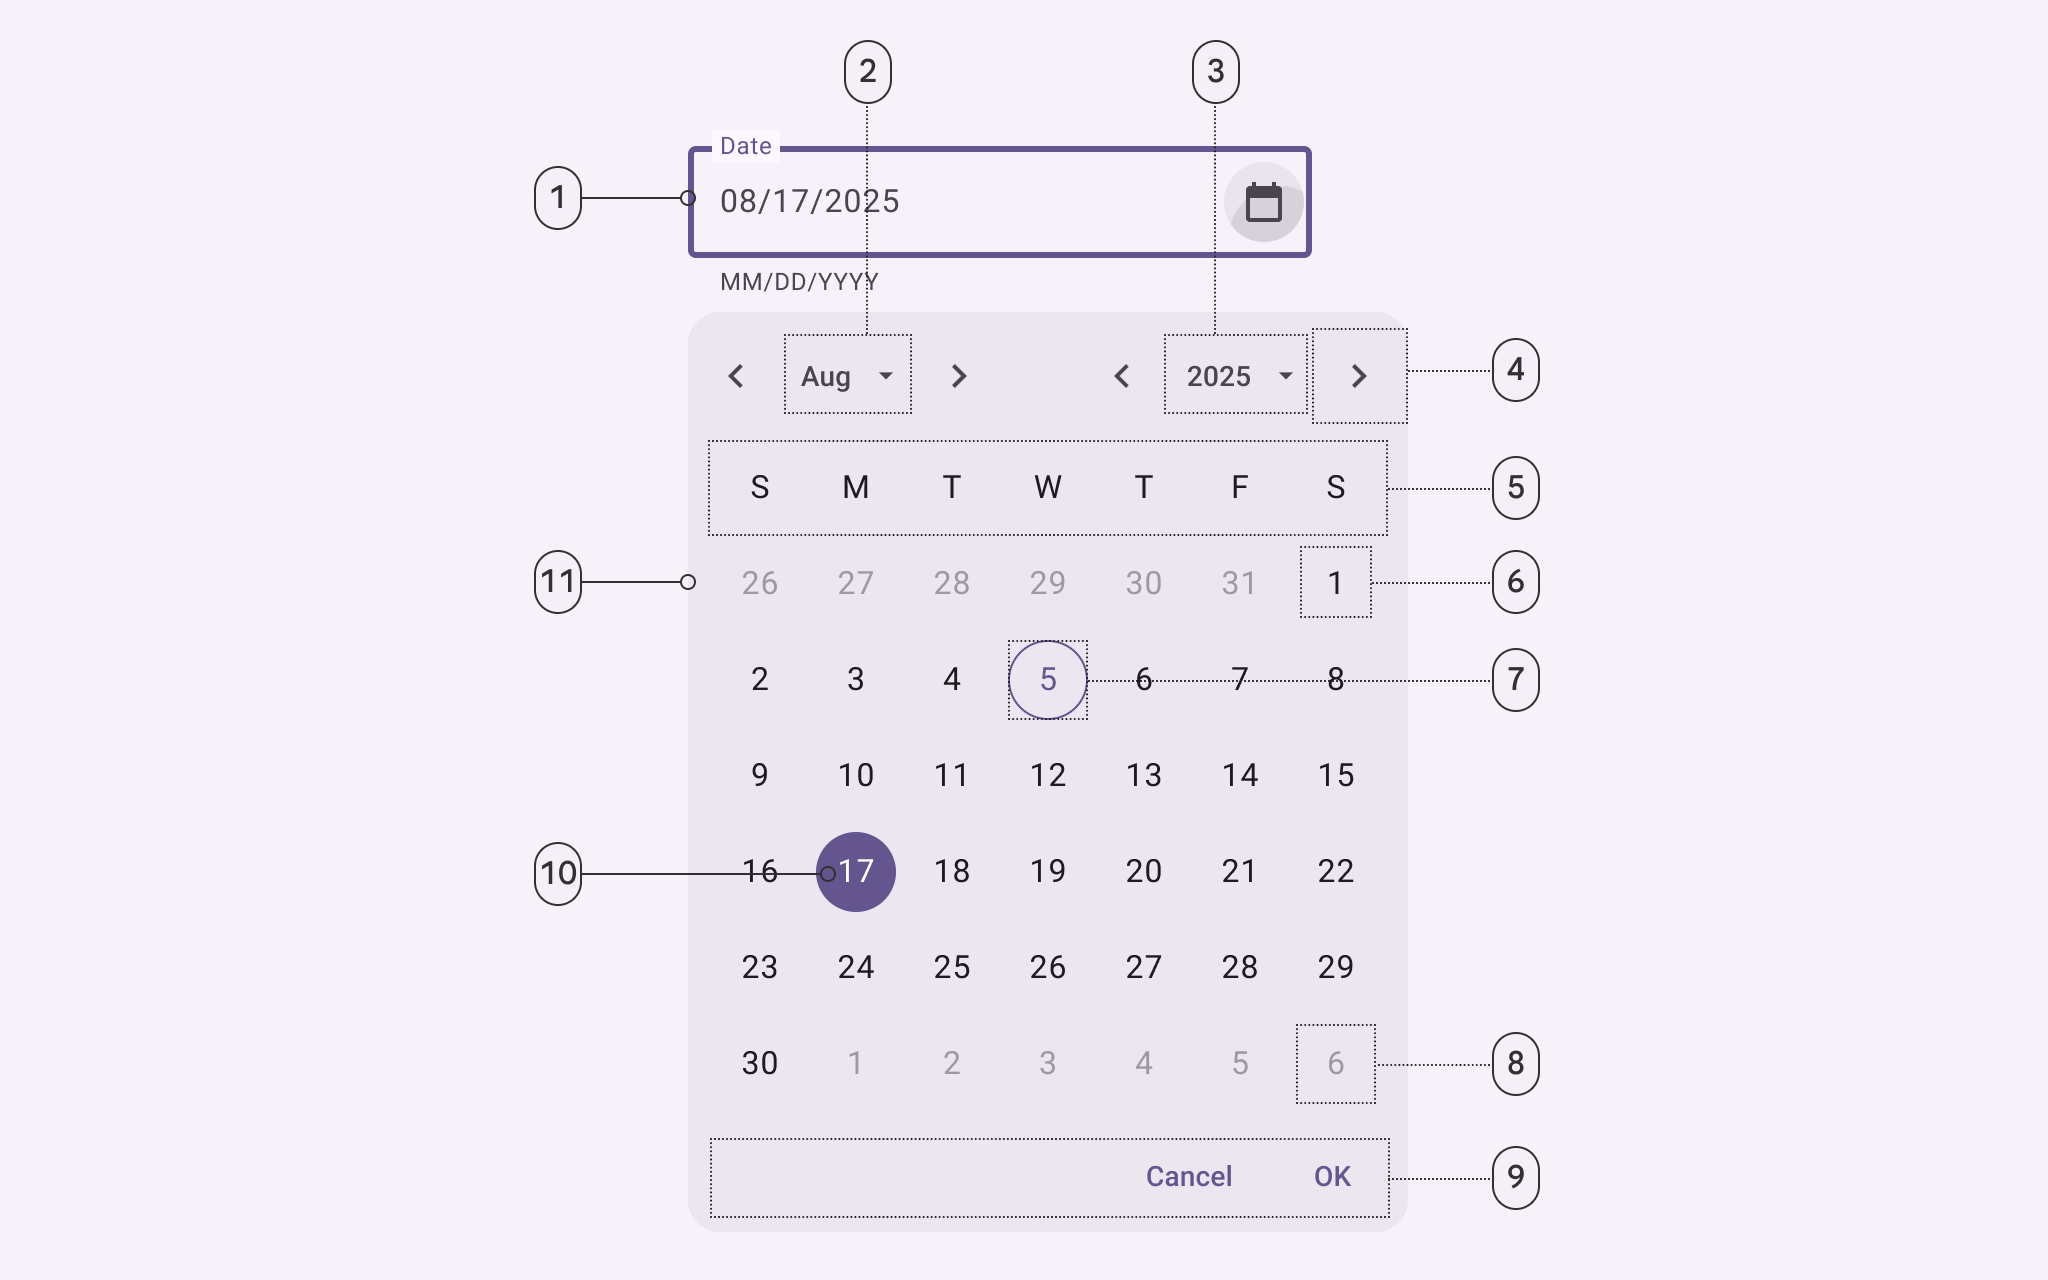 2 3
Date
1 08/17/2025
MM/DD/YYYY
Aug 2025 4
S M T W T F S 5
11 26 27 28 29 30 31 1 6
2 3 4 5 6 7 8 7
9 10 11 12 13 14 15
10 16 17 18 19 20 21 22
23 24 25 26 27 28 29
30 1 2 3 4 5 6 8
Cancel OK 9